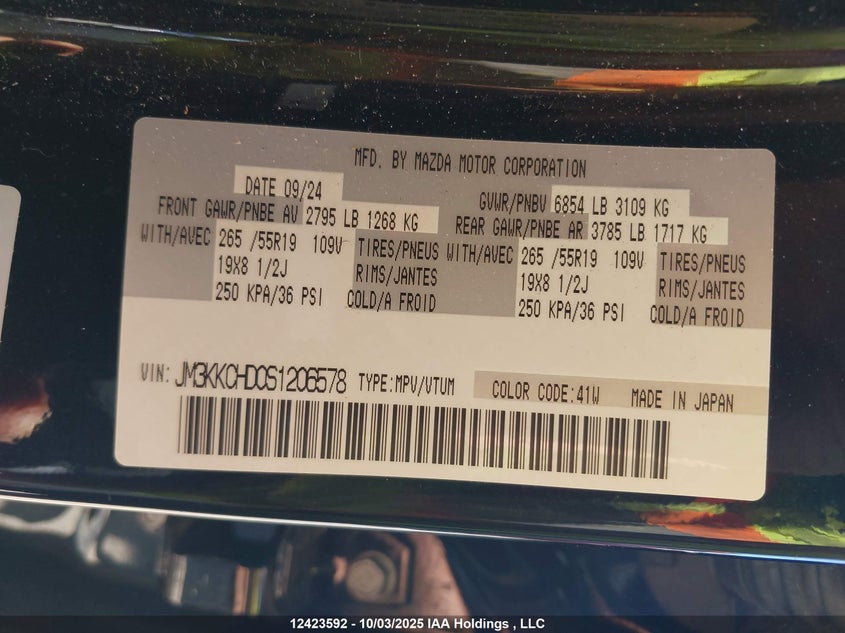 MFD. BY MAZDA MOTOR CORPORATION
DATE 09/24 GVWR/PNBV 6854 LB 3109 KG
FRONT GAWR/PNBE AV 2795 LB 1268 KG REAR GAWR/PNBE AR 3785 LB 1717 KG
WITH/AVEC 265 /55R19 109V TIRES/PNEUS WITH/AVEC 265 /55R19 109V TIRES/PNEUS
19X8 1/2J RIMS/JANTES 19X8 1/2J RIMS/JANTES
250 KPA/36 PSI COLD/A FROID 250 KPA/36 PSI COLD/A FROID
VIN: JM3KKCHD0S1206578 TYPE:MPV/VTUM COLOR CODE:41W MADE IN JAPAN
12423592 - 10/03/2025 IAA Holdings , LLC